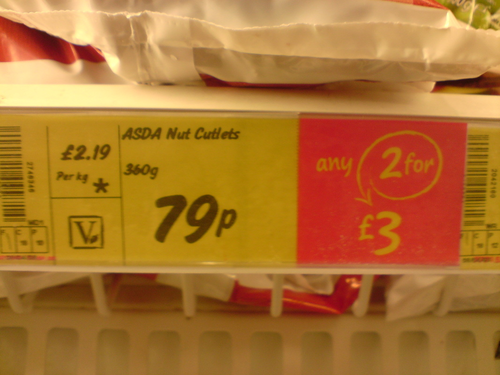 ASDA Nut Cutlets
£2.19
Per kg *
360g
79p
V
any 2 for
£3